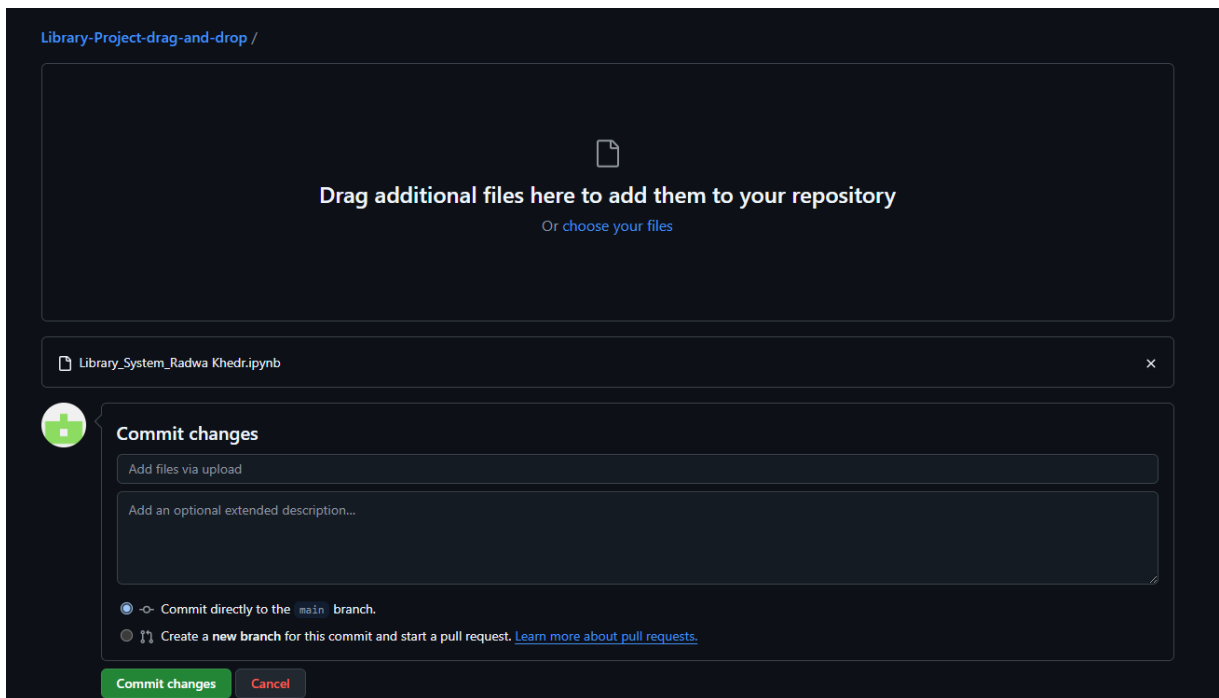 Library-Project-drag-and-drop /
Drag additional files here to add them to your repository
Or choose your files
Library_System_Radwa Khedr.ipynb
Commit changes
Add files via upload
Add an optional extended description...
Commit directly to the main branch.
Create a new branch for this commit and start a pull request. Learn more about pull requests.
Commit changes Cancel